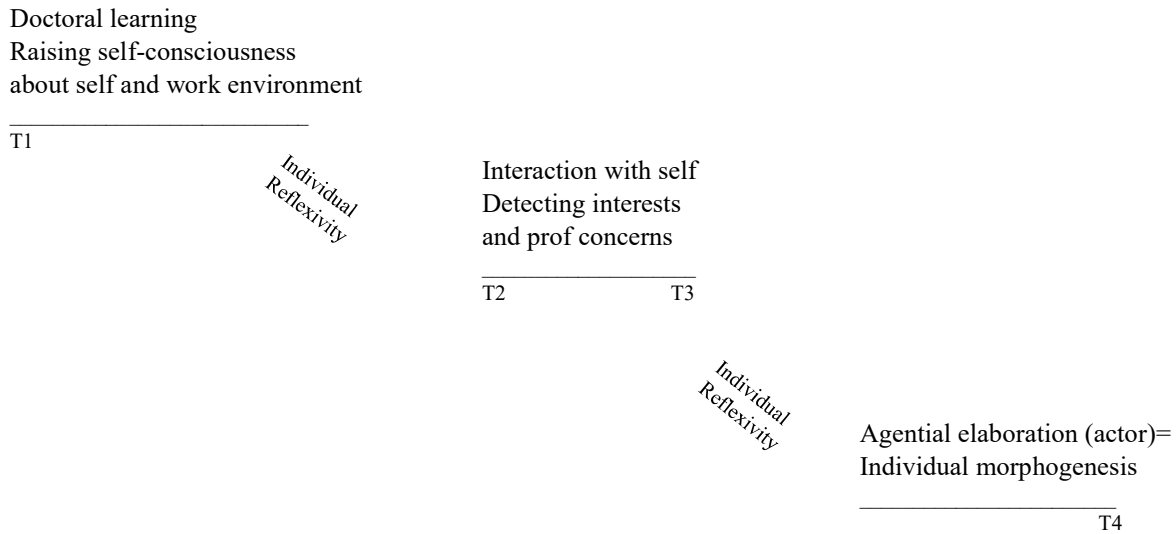 Doctoral learning
Raising self-consciousness
about self and work environment
T1
Individual
Reflexivity
Interaction with self
Detecting interests
and prof concerns
T2 T3
Individual
Reflexivity
Agential elaboration (actor)=
Individual morphogenesis
T4